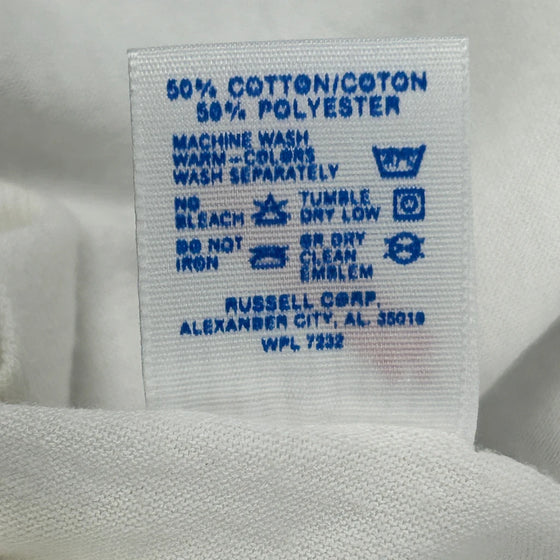 50% COTTON/COTON
50% POLYESTER
MACHINE WASH
WARM-COLORS
WASH SEPARATELY
NO
BLEACH
TUMBLE
DRY LOW
DO NOT
IRON
OR DRY
CLEAN
EMBLEM
RUSSELL CORP.
ALEXANDER CITY, AL. 35010
WPL 7232